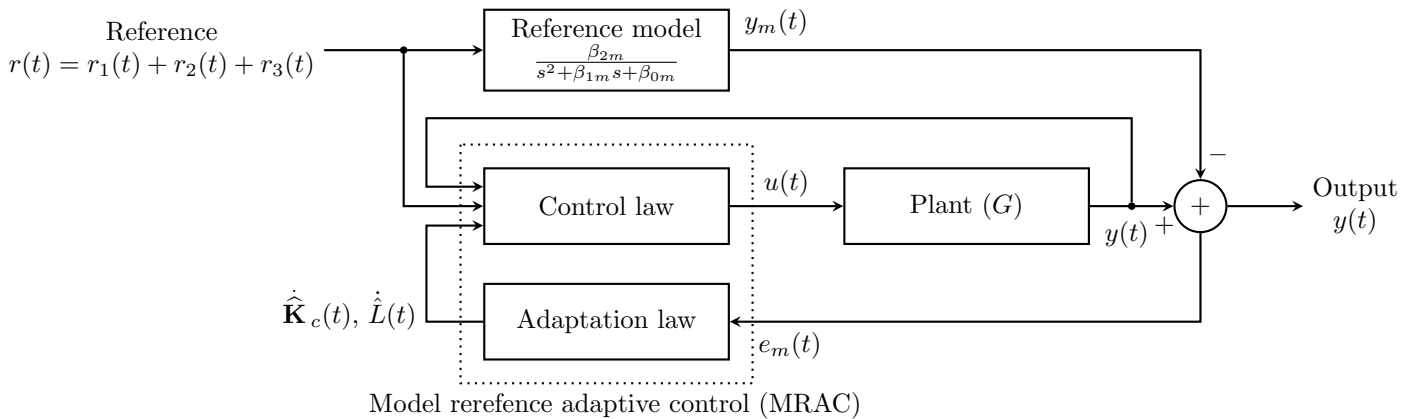 Reference
r(t) = r₁(t) + r₂(t) + r₃(t)
Reference model
β₂ₘ / (s² + β₁ₘs + β₀ₘ)
yₘ(t)
−
Control law
u(t)
Plant (G)
y(t)
+
+
Output
y(t)
K̂̇ c(t), L̂̇(t)
Adaptation law
eₘ(t)
Model rerefence adaptive control (MRAC)